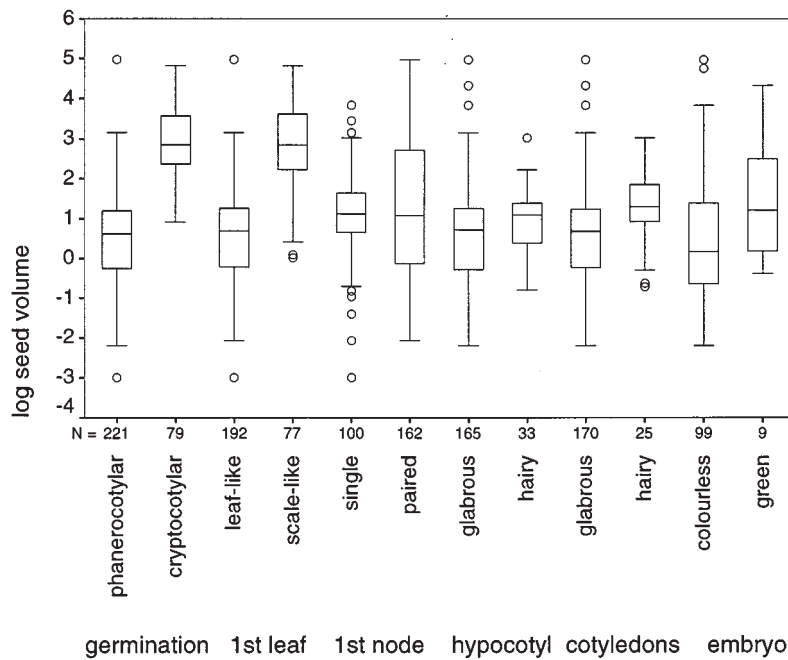 log seed volume
6
5
4
3
2
1
0
-1
-2
-3
-4
N = 221 79 192 77 100 162 165 33 170 25 99 9
phanerocotylar
cryptocotylar
leaf-like
scale-like
single
paired
glabrous
hairy
glabrous
hairy
colourless
green
germination 1st leaf 1st node hypocotyl cotyledons embryo